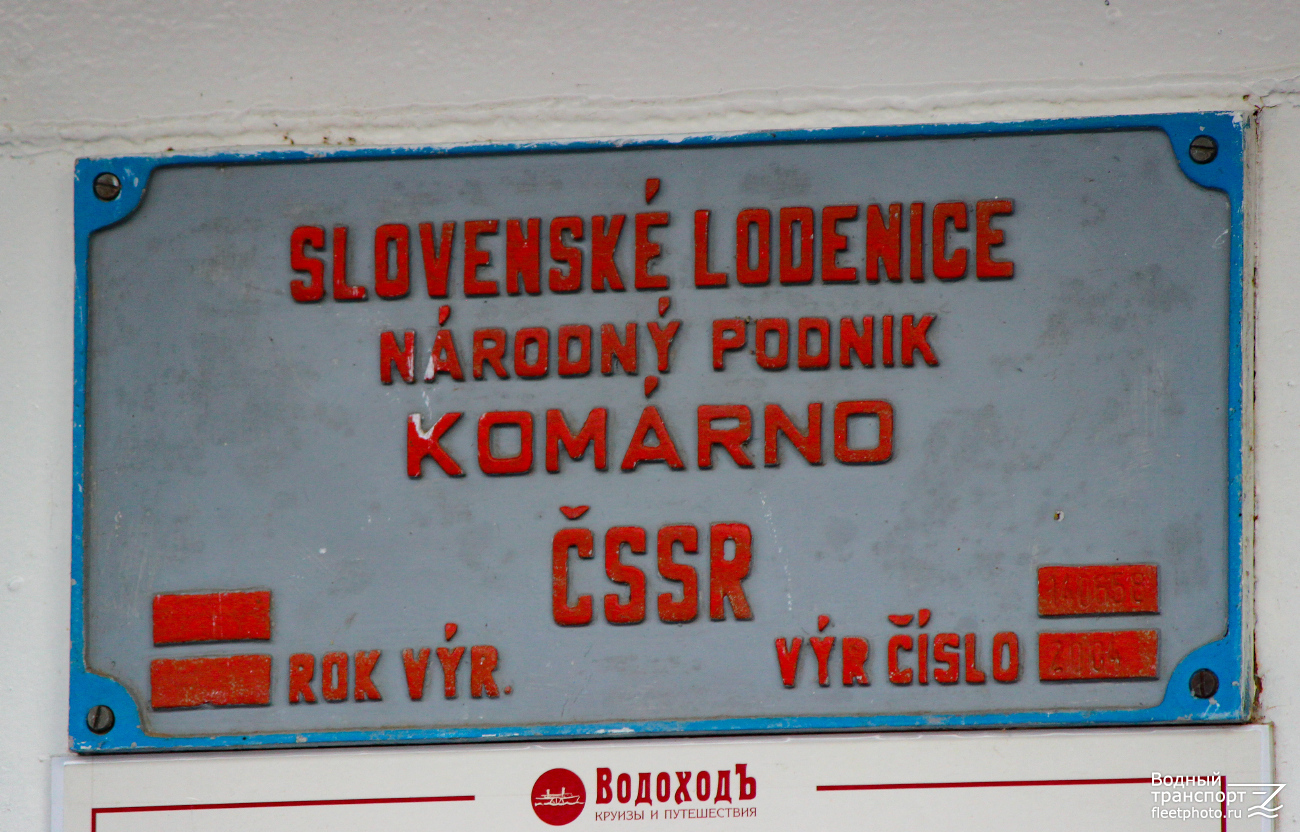 SLOVENSKÉ LODENICE
NÁRODNÝ PODNIK
KOMÁRNO
ČSSR
ROK VÝR.
VÝR ČÍSLO
ВодоходЪ
КРУИЗЫ И ПУТЕШЕСТВИЯ
Водный
транспорт
fleetphoto.ru